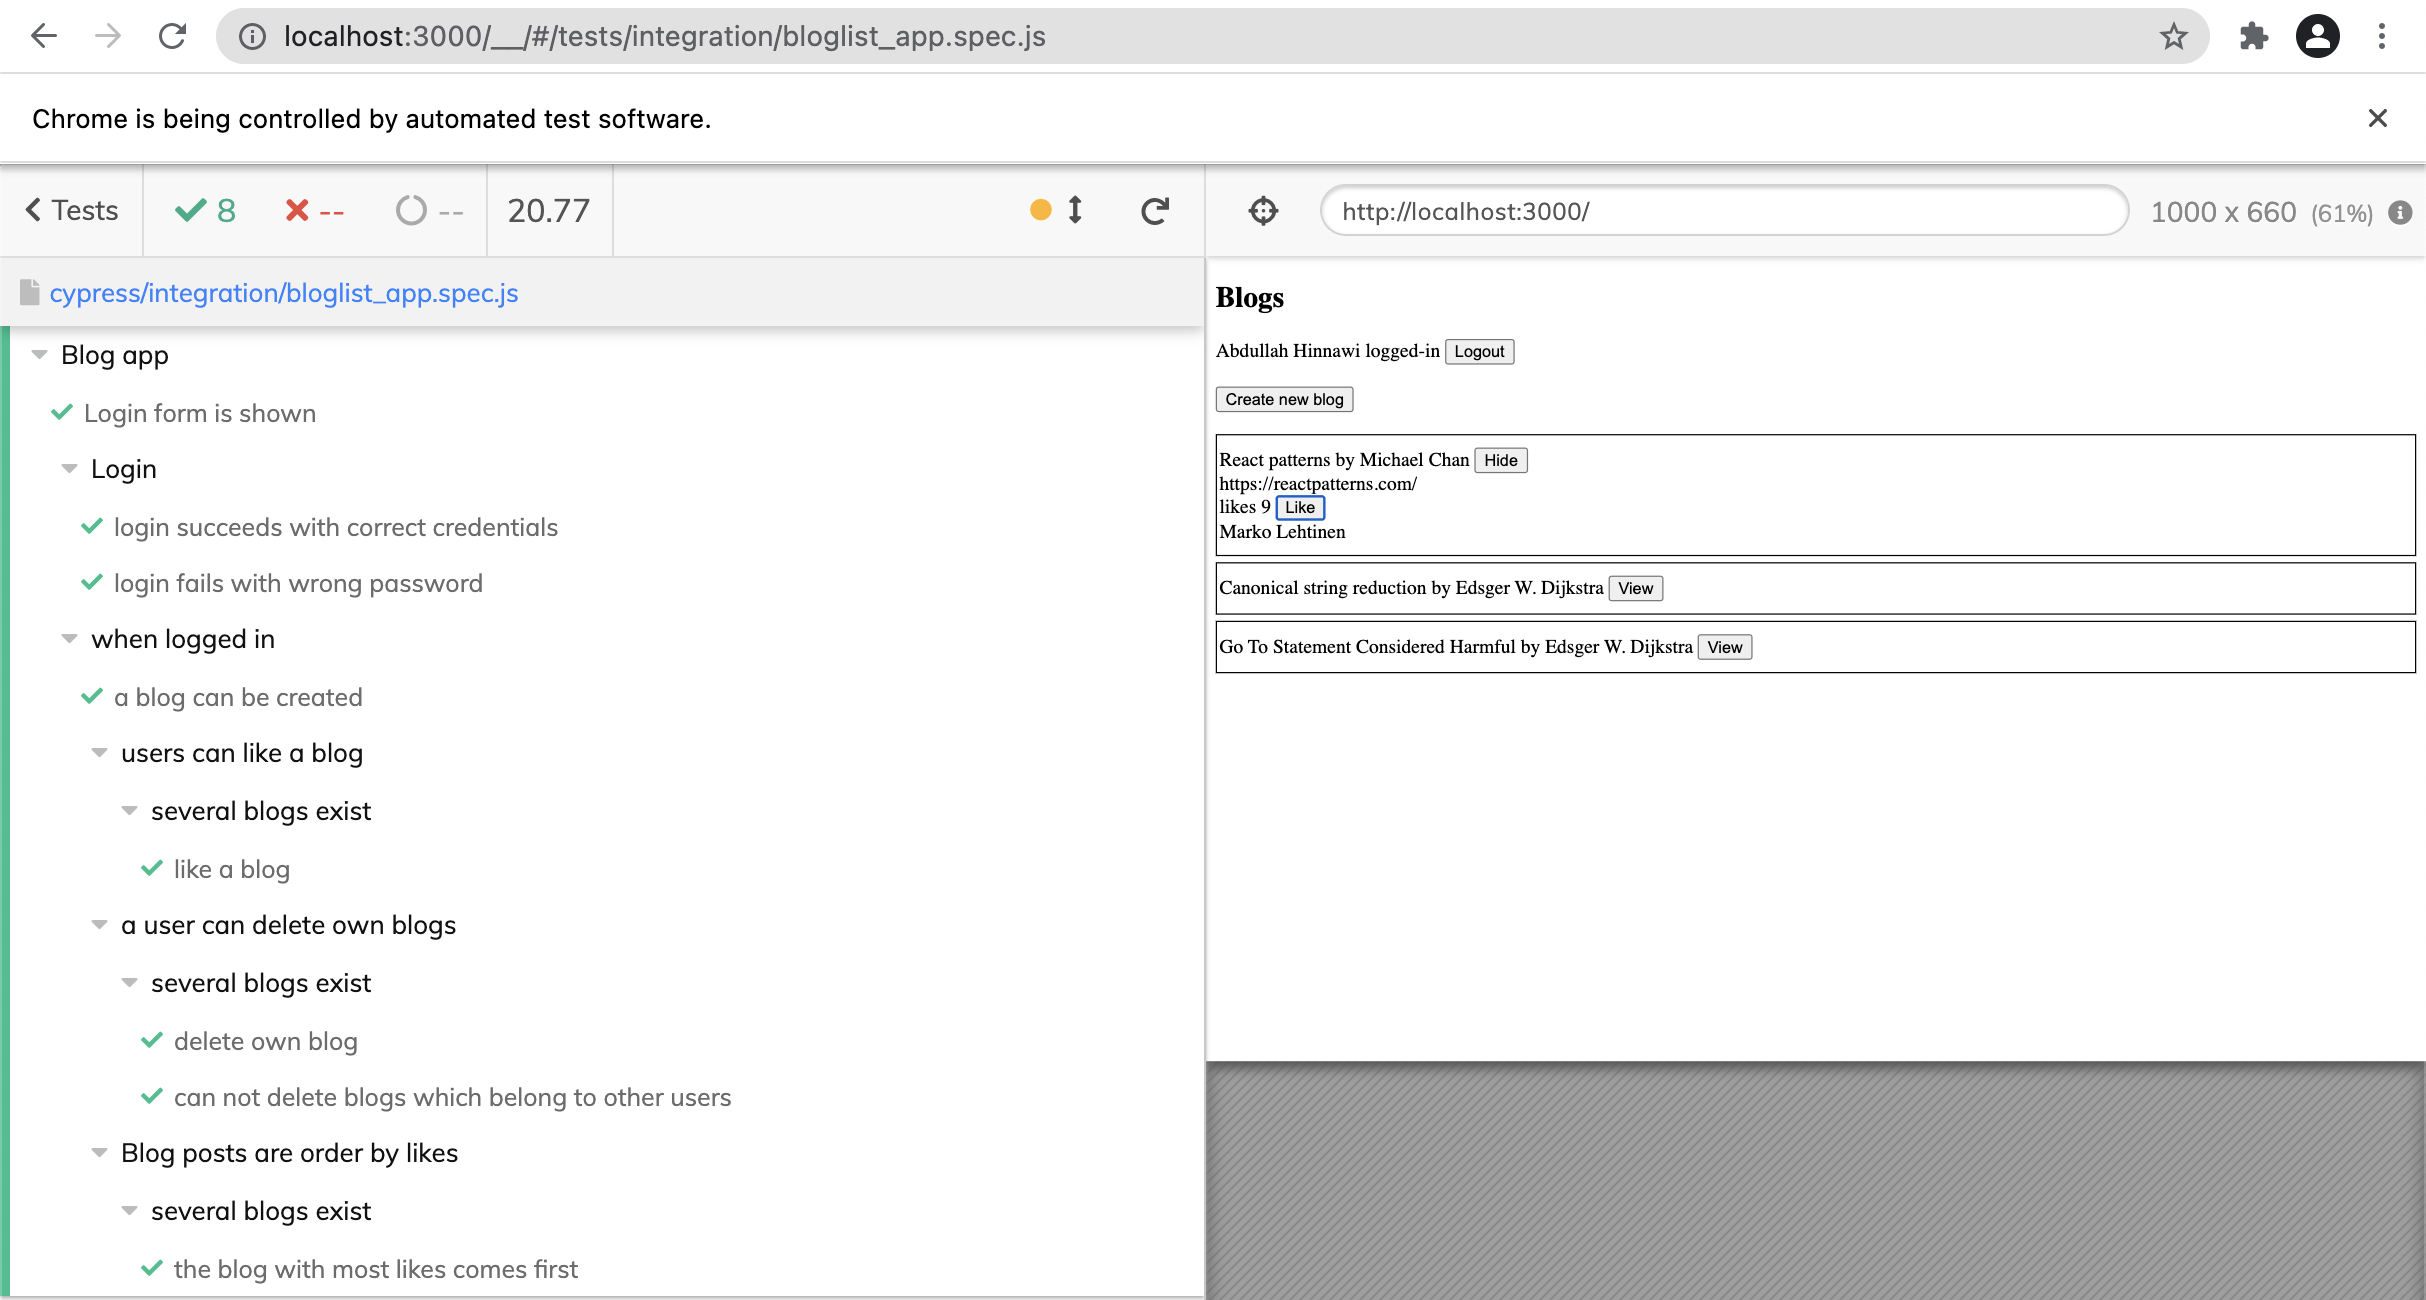 localhost:3000/__/#/tests/integration/bloglist_app.spec.js
Chrome is being controlled by automated test software.
Tests 8 -- -- 20.77
http://localhost:3000/ 1000 x 660 (61%)
cypress/integration/bloglist_app.spec.js
Blog app
Login form is shown
Login
login succeeds with correct credentials
login fails with wrong password
when logged in
a blog can be created
users can like a blog
several blogs exist
like a blog
a user can delete own blogs
several blogs exist
delete own blog
can not delete blogs which belong to other users
Blog posts are order by likes
several blogs exist
the blog with most likes comes first
Blogs
Abdullah Hinnawi logged-in Logout
Create new blog
React patterns by Michael Chan Hide
https://reactpatterns.com/
likes 9 Like
Marko Lehtinen
Canonical string reduction by Edsger W. Dijkstra View
Go To Statement Considered Harmful by Edsger W. Dijkstra View